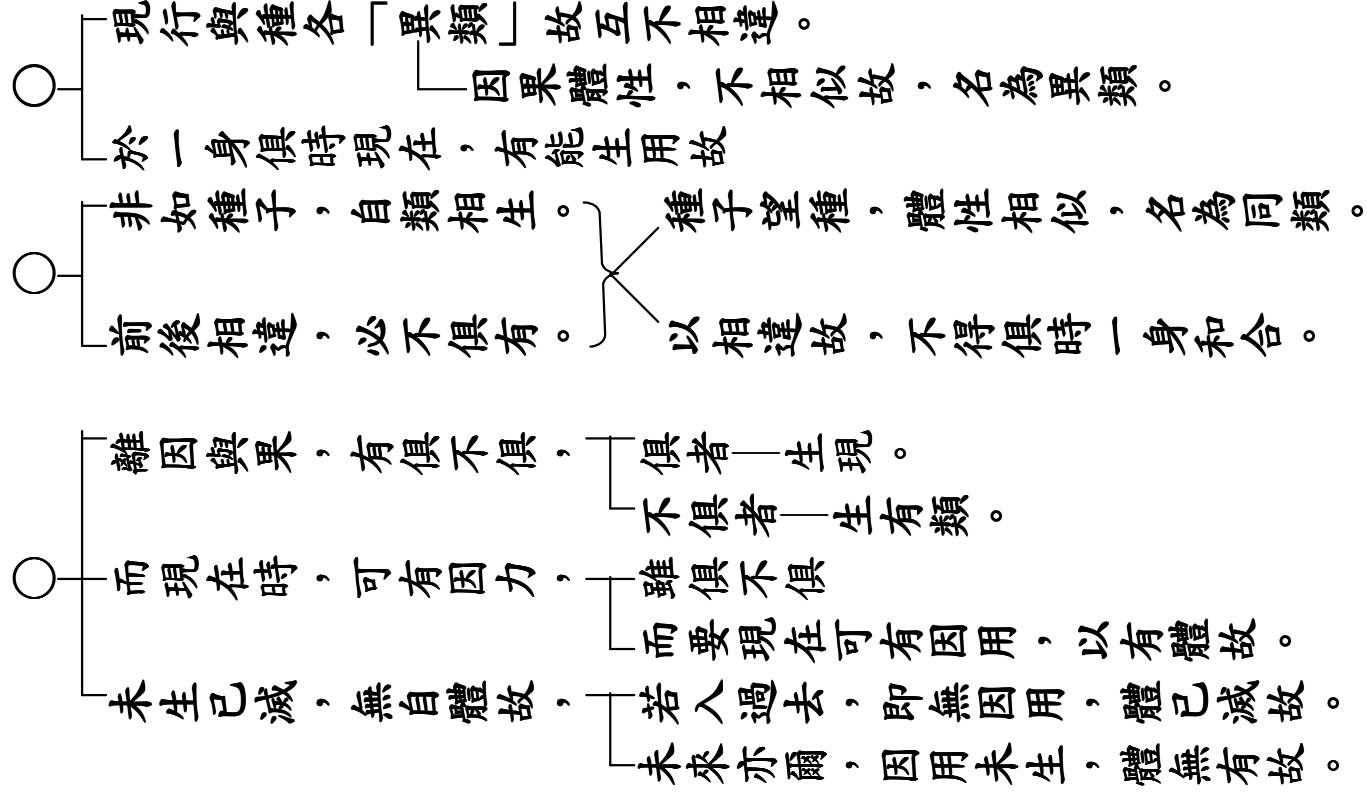 現行與種各「異類」故互不相違。
因果體性，不相似故，名為異類。
於一身俱時現在，有能生用故
非如種子，自類相生。
種子望種，體性相似，名為同類。
前後相違，必不俱有。
以相違故，不得俱時一身和合。
離因與果，有俱不俱，
俱者—生現。
不俱者—生有類。
而現在時，可有因力，
雖俱不俱
而要現在可有因用，以有體故。
未生己滅，無自體故，
若入過去，即無因用，體己滅故。
未來亦爾，因用未生，體無有故。